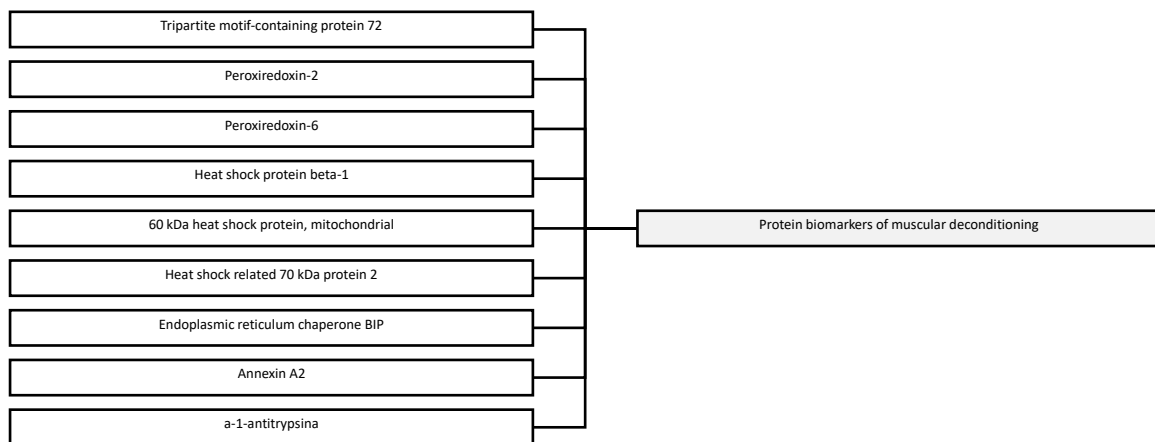 Tripartite motif-containing protein 72
Peroxiredoxin-2
Peroxiredoxin-6
Heat shock protein beta-1
60 kDa heat shock protein, mitochondrial
Heat shock related 70 kDa protein 2
Endoplasmic reticulum chaperone BIP
Annexin A2
a-1-antitrypsina
Protein biomarkers of muscular deconditioning